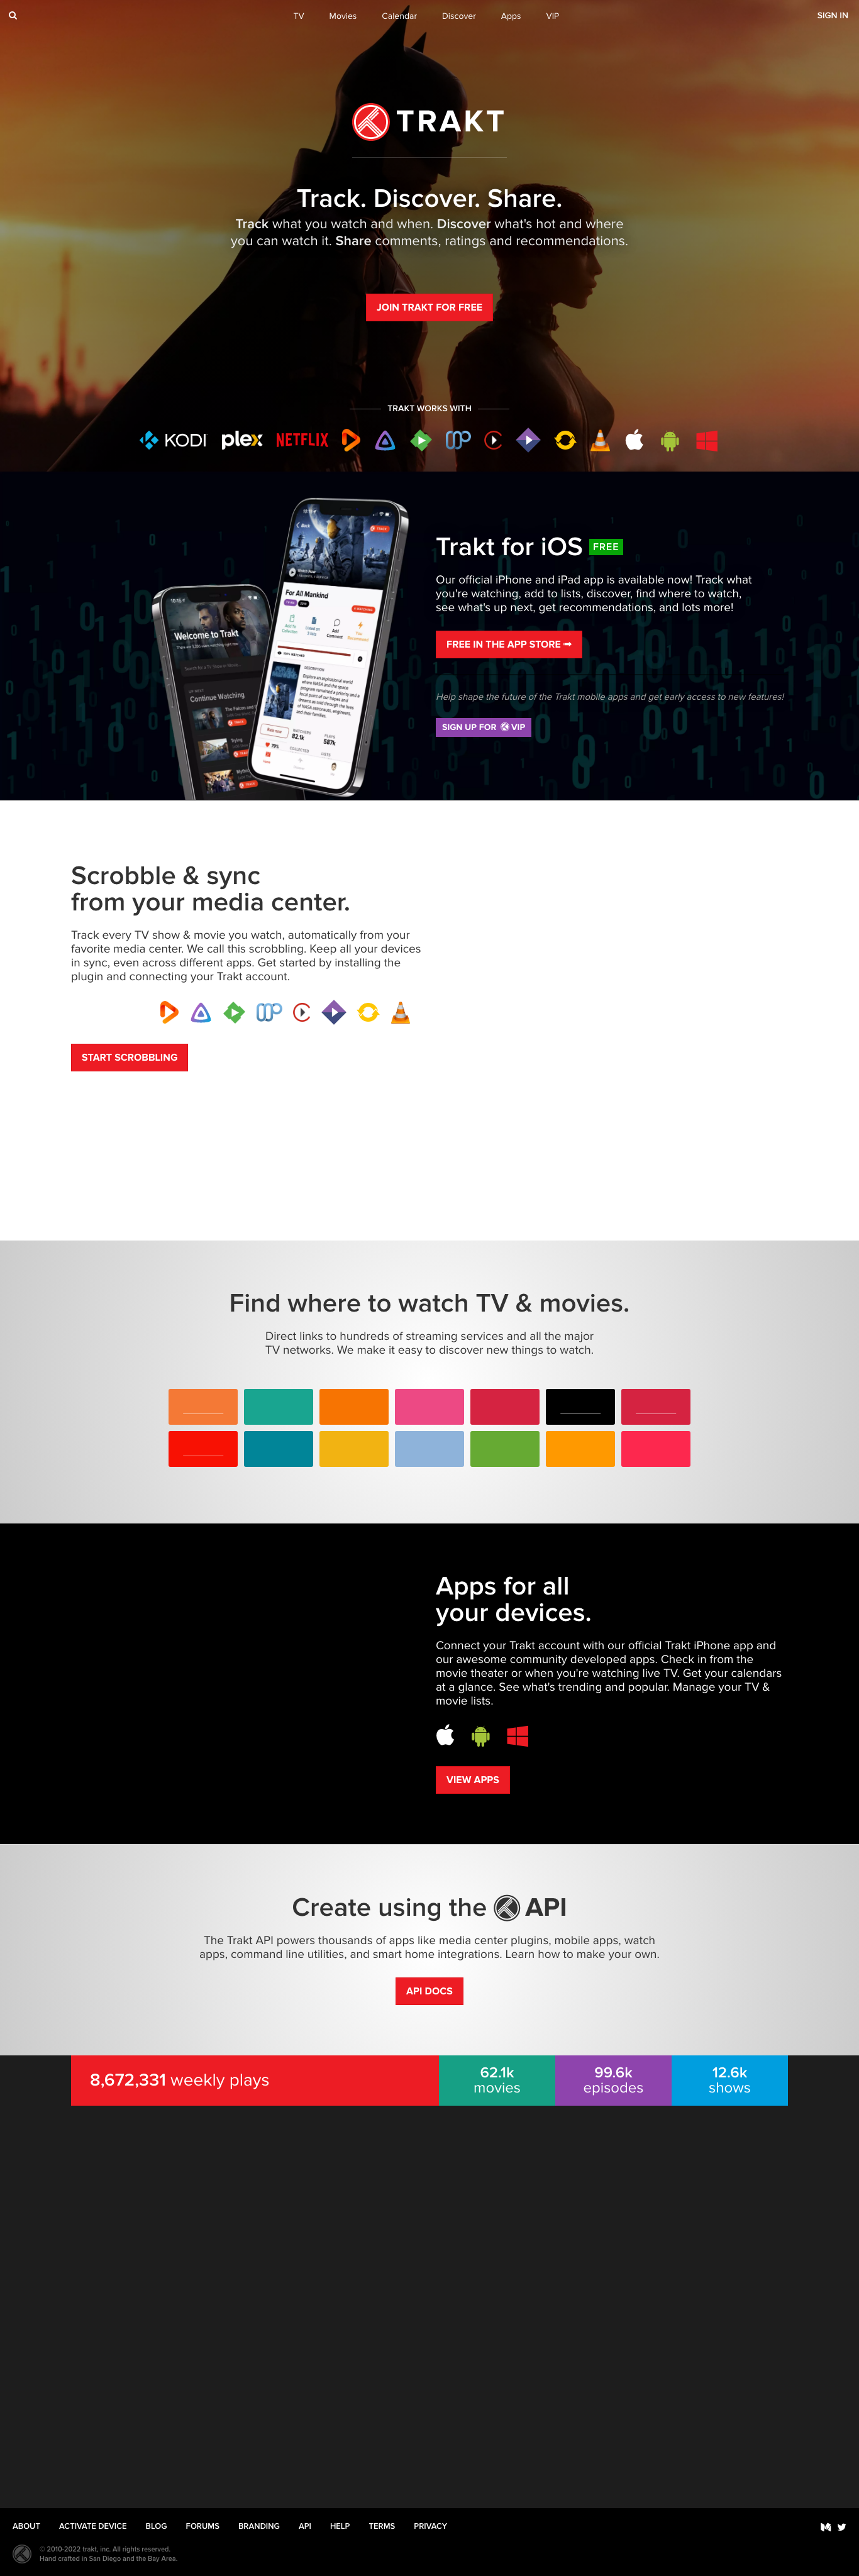 TV Movies Calendar Discover Apps VIP SIGN IN
TRAKT
Track. Discover. Share.
Track what you watch and when. Discover what's hot and where
you can watch it. Share comments, ratings and recommendations.
JOIN TRAKT FOR FREE
TRAKT WORKS WITH
KODI plex NETFLIX
For All Mankind
Welcome to Trakt
Continue Watching
82.1k
587k
Trakt for iOS FREE
Our official iPhone and iPad app is available now! Track what
you're watching, add to lists, discover, find where to watch,
see what's up next, get recommendations, and lots more!
FREE IN THE APP STORE ➞
Help shape the future of the Trakt mobile apps and get early access to new features!
SIGN UP FOR VIP
Scrobble & sync
from your media center.
Track every TV show & movie you watch, automatically from your
favorite media center. We call this scrobbling. Keep all your devices
in sync, even across different apps. Get started by installing the
plugin and connecting your Trakt account.
START SCROBBLING
Find where to watch TV & movies.
Direct links to hundreds of streaming services and all the major
TV networks. We make it easy to discover new things to watch.
Apps for all
your devices.
Connect your Trakt account with our official Trakt iPhone app and
our awesome community developed apps. Check in from the
movie theater or when you're watching live TV. Get your calendars
at a glance. See what's trending and popular. Manage your TV &
movie lists.
VIEW APPS
Create using the API
The Trakt API powers thousands of apps like media center plugins, mobile apps, watch
apps, command line utilities, and smart home integrations. Learn how to make your own.
API DOCS
8,672,331 weekly plays
62.1k
movies
99.6k
episodes
12.6k
shows
ABOUT ACTIVATE DEVICE BLOG FORUMS BRANDING API HELP TERMS PRIVACY
© 2010-2022 trakt, inc. All rights reserved.
Hand crafted in San Diego and the Bay Area.